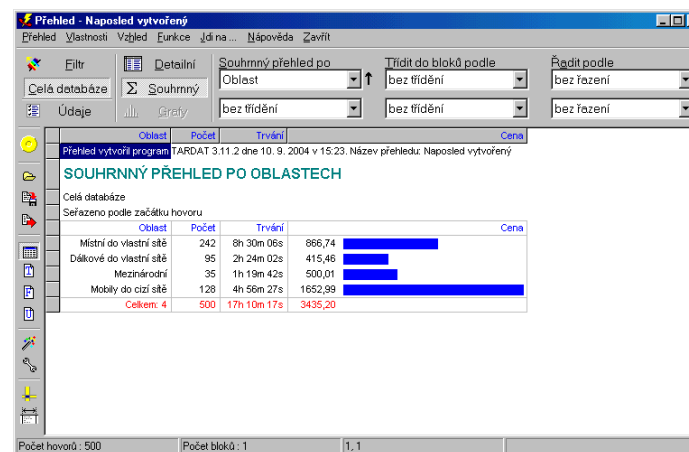 Přehled - Naposled vytvořený
Přehled Vlastnosti Vzhled Funkce Jdi na ... Nápověda Zavřít
Filtr Detailní Souhrnný přehled po Třídit do bloků podle Řadit podle
Oblast bez třídění bez řazení
Celá databáze Σ Souhrnný
Údaje Grafy bez třídění bez třídění bez řazení
Oblast Počet Trvání Cena
Přehled vytvořil program TARDAT 3.11.2 dne 10. 9. 2004 v 15:23. Název přehledu: Naposled vytvořený
SOUHRNNÝ PŘEHLED PO OBLASTECH
Celá databáze
Seřazeno podle začátku hovoru
Oblast Počet Trvání Cena
Místní do vlastní sítě 242 8h 30m 06s 866,74
Dálkové do vlastní sítě 95 2h 24m 02s 415,46
Mezinárodní 35 1h 19m 42s 500,01
Mobily do cizí sítě 128 4h 56m 27s 1652,99
Celkem: 4 500 17h 10m 17s 3435,20
Počet hovorů : 500 Počet bloků : 1 1, 1